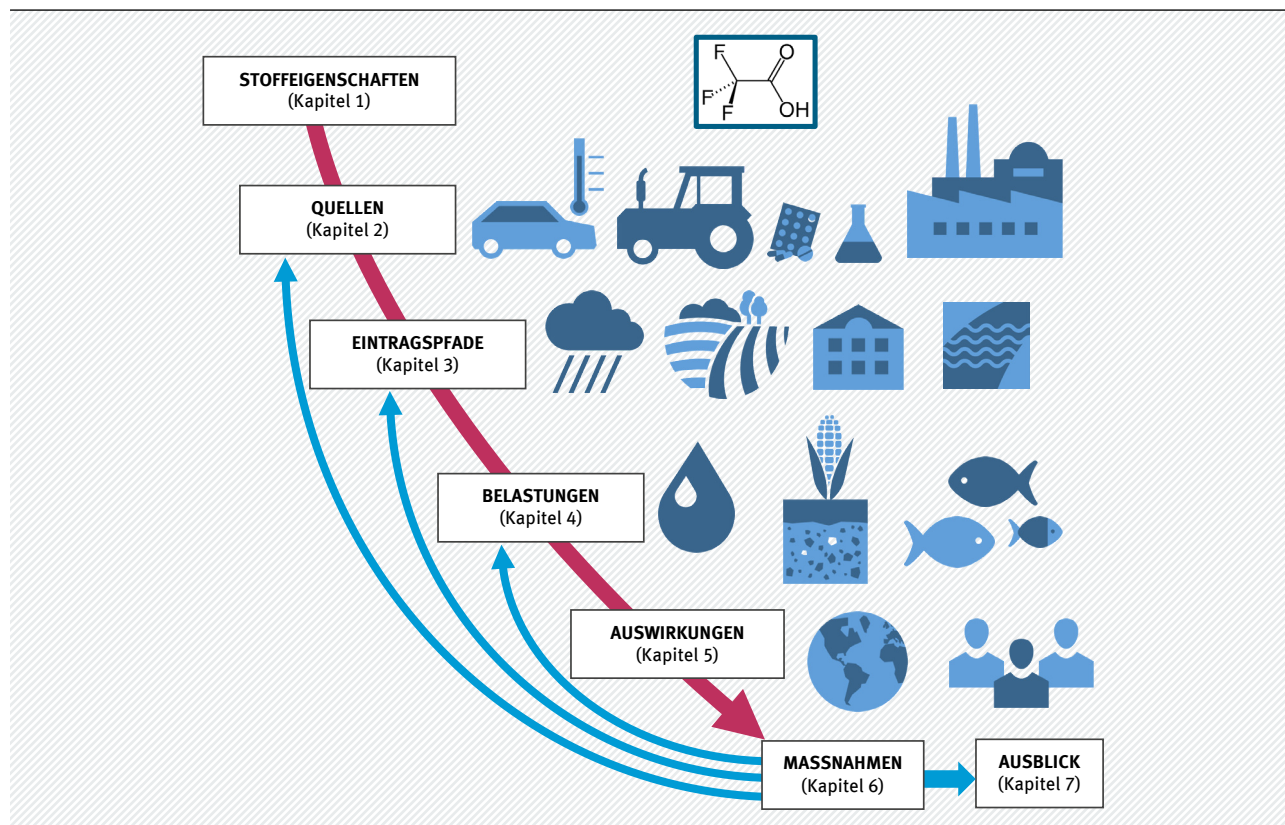 STOFFEIGENSCHAFTEN
(Kapitel 1)
F
O
F
F
OH
QUELLEN
(Kapitel 2)
EINTRAGSPFADE
(Kapitel 3)
BELASTUNGEN
(Kapitel 4)
AUSWIRKUNGEN
(Kapitel 5)
MASSNAHMEN
(Kapitel 6)
AUSBLICK
(Kapitel 7)